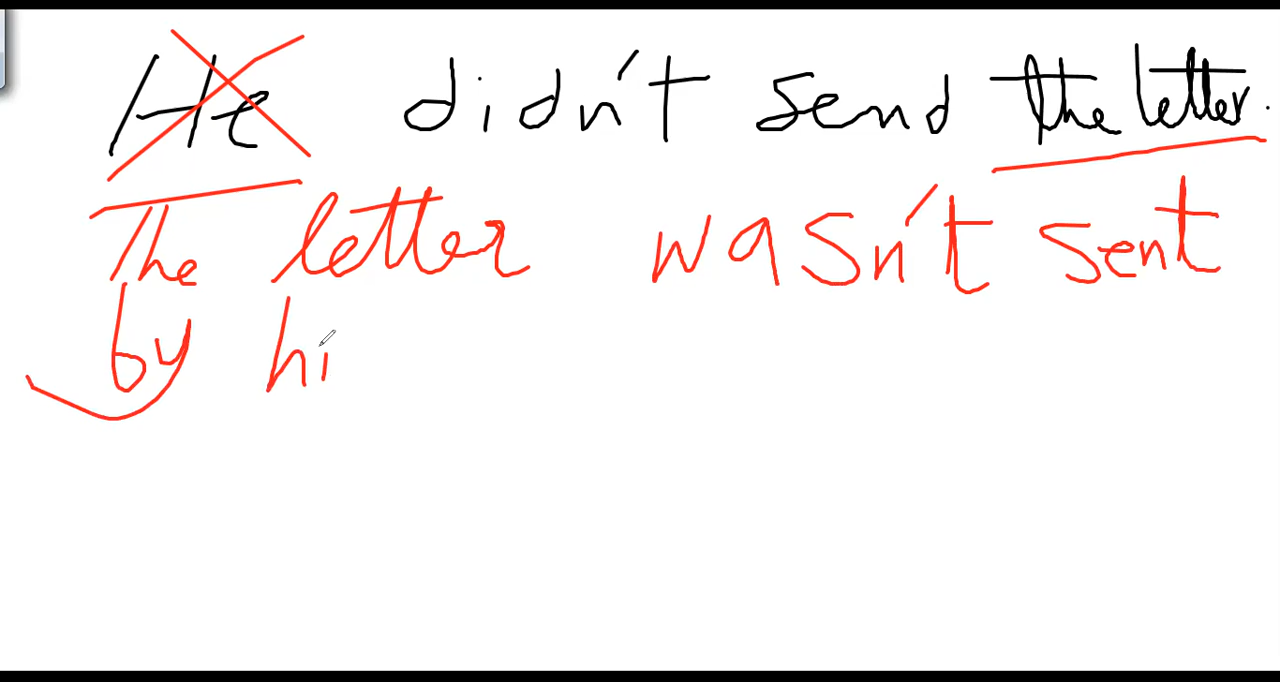 He didn't send the letter.
The letter wasn't sent
by hi